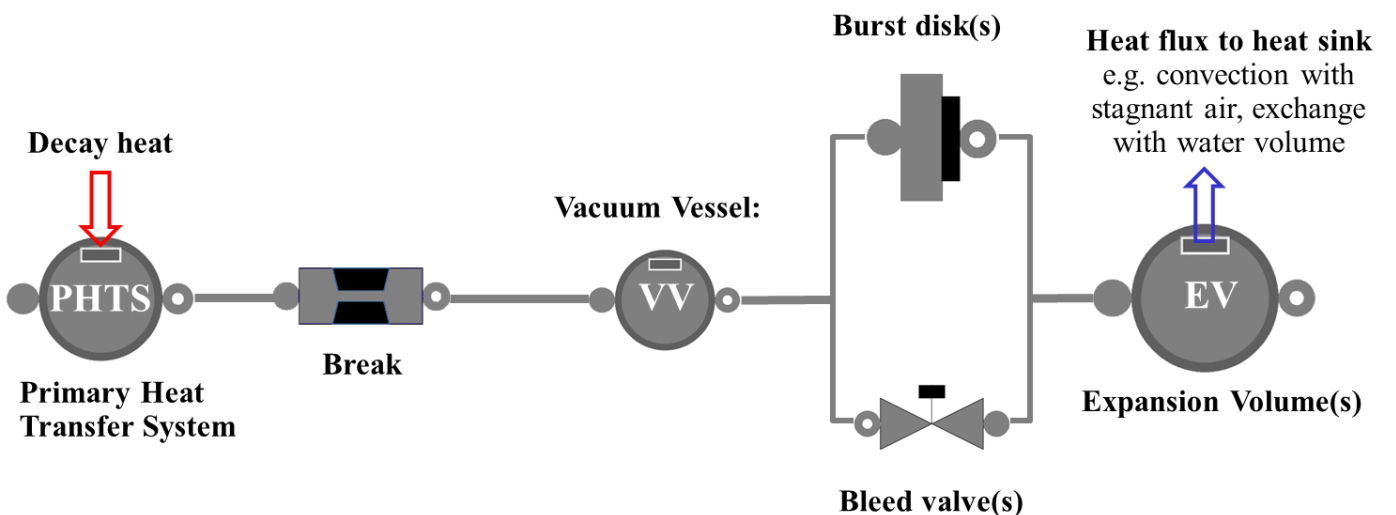 Burst disk(s)
Heat flux to heat sink
e.g. convection with
stagnant air, exchange
with water volume
Decay heat
Vacuum Vessel:
PHTS
VV
EV
Break
Primary Heat
Transfer System
Expansion Volume(s)
Bleed valve(s)